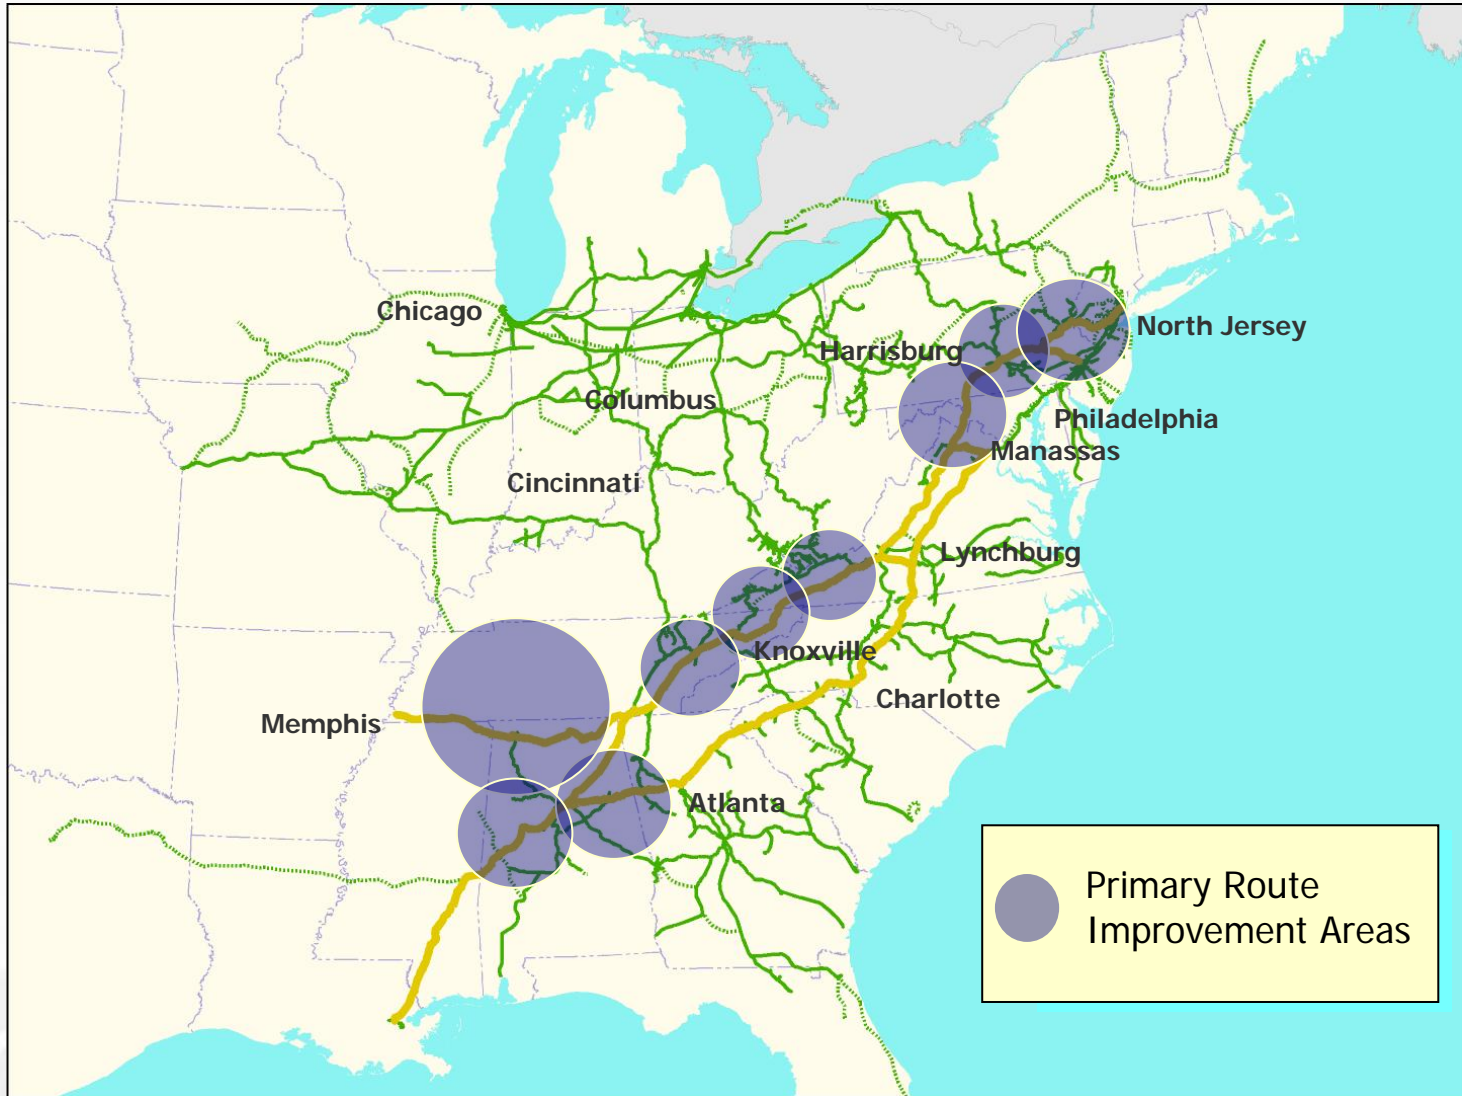 Chicago
North Jersey
Harrisburg
Columbus
Philadelphia
Manassas
Cincinnati
Lynchburg
Knoxville
Charlotte
Memphis
Atlanta
Primary Route
Improvement Areas